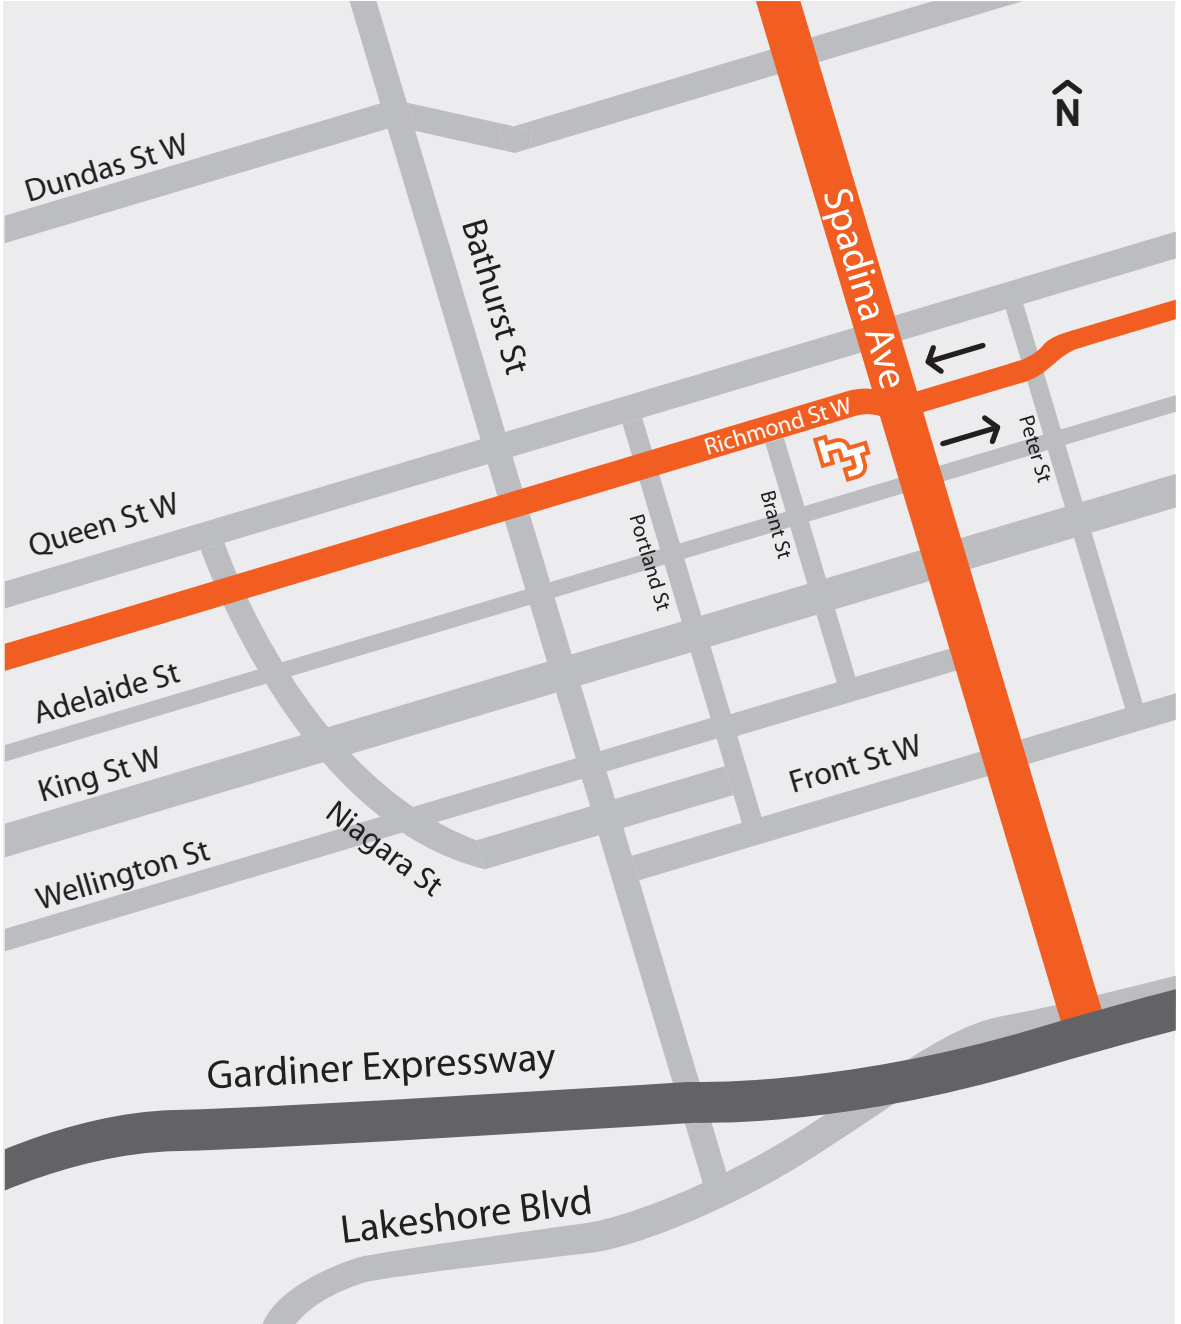 N
Dundas St W
Spadina Ave
Bathurst St
Richmond St W
Peter St
Queen St W
Brant St
Portland St
Adelaide St
King St W
Front St W
Niagara St
Wellington St
Gardiner Expressway
Lakeshore Blvd